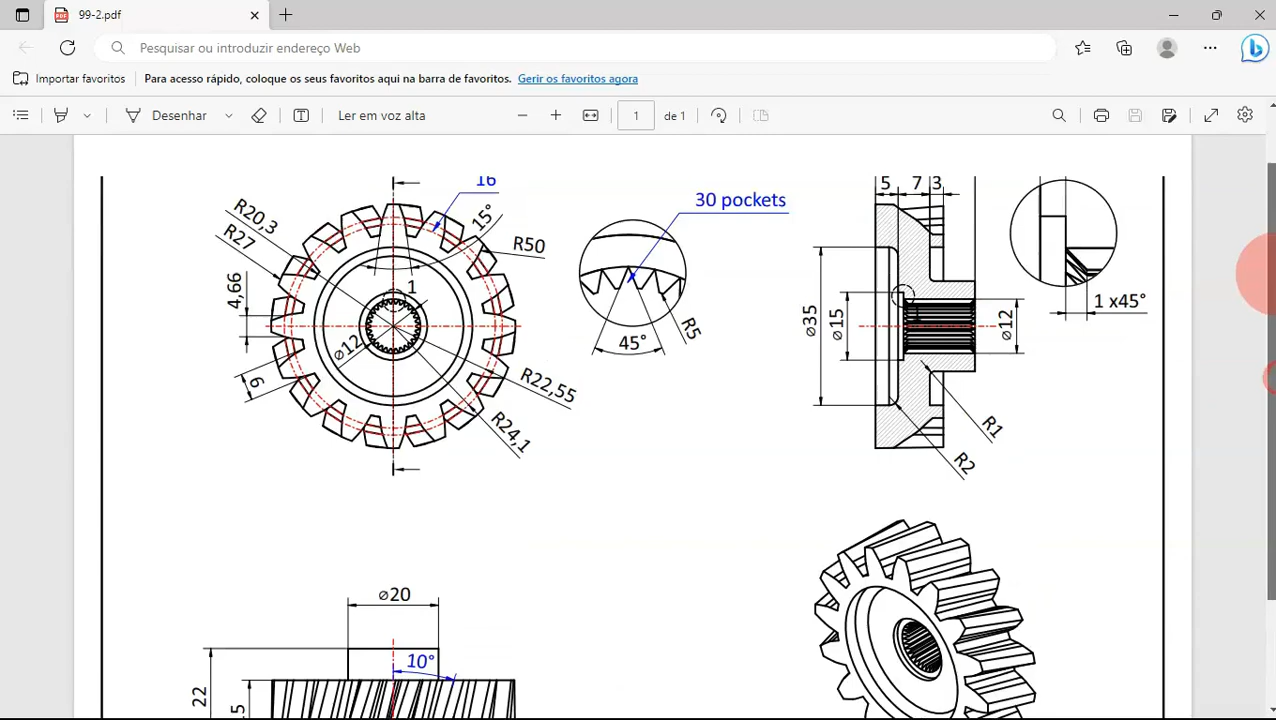 99-2.pdf
Pesquisar ou introduzir endereço Web
Importar favoritos
Para acesso rápido, coloque os seus favoritos aqui na barra de favoritos. Gerir os favoritos agora
Desenhar
Ler em voz alta
1 de 1
16
30 pockets
5 7 3
R20,3
15°
R27
R50
4,66
1
1 x45°
⌀35
⌀15
⌀12
R5
45°
⌀12
6
R22,55
R24,1
R1
R2
⌀20
10°
22